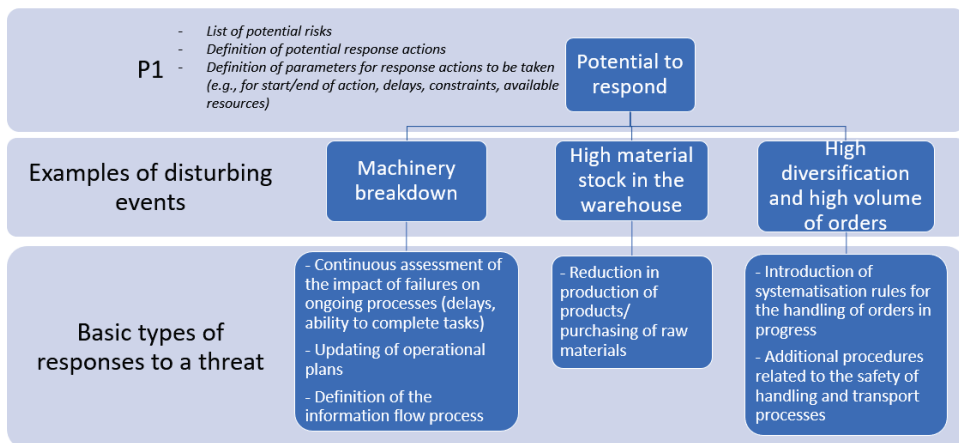 P1
- List of potential risks
- Definition of potential response actions
- Definition of parameters for response actions to be taken
(e.g., for start/end of action, delays, constraints, available
resources)
Potential to
respond
Examples of disturbing
events
Machinery
breakdown
High material
stock in the
warehouse
High
diversification
and high volume
of orders
Basic types of
responses to a threat
- Continuous assessment of
the impact of failures on
ongoing processes (delays,
ability to complete tasks)
- Updating of operational
plans
- Definition of the
information flow process
- Reduction in
production of
products/
purchasing of raw
materials
- Introduction of
systematisation rules for
the handling of orders in
progress
- Additional procedures
related to the safety of
handling and transport
processes